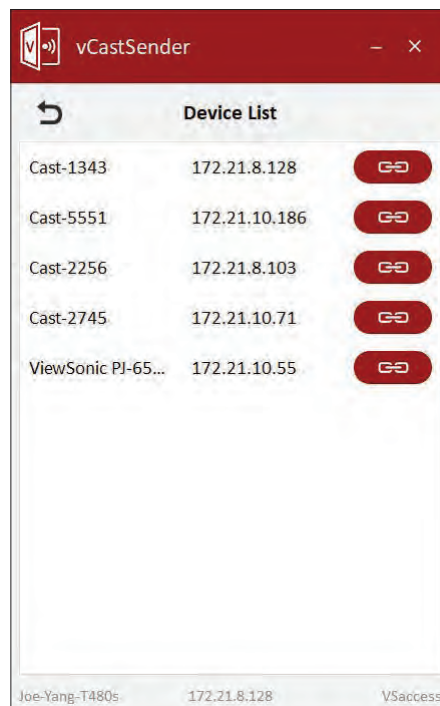 V vCastSender
Device List
Cast-1343 172.21.8.128
Cast-5551 172.21.10.186
Cast-2256 172.21.8.103
Cast-2745 172.21.10.71
ViewSonic PJ-65... 172.21.10.55
Joe-Yang-T480s 172.21.8.128 VSaccess